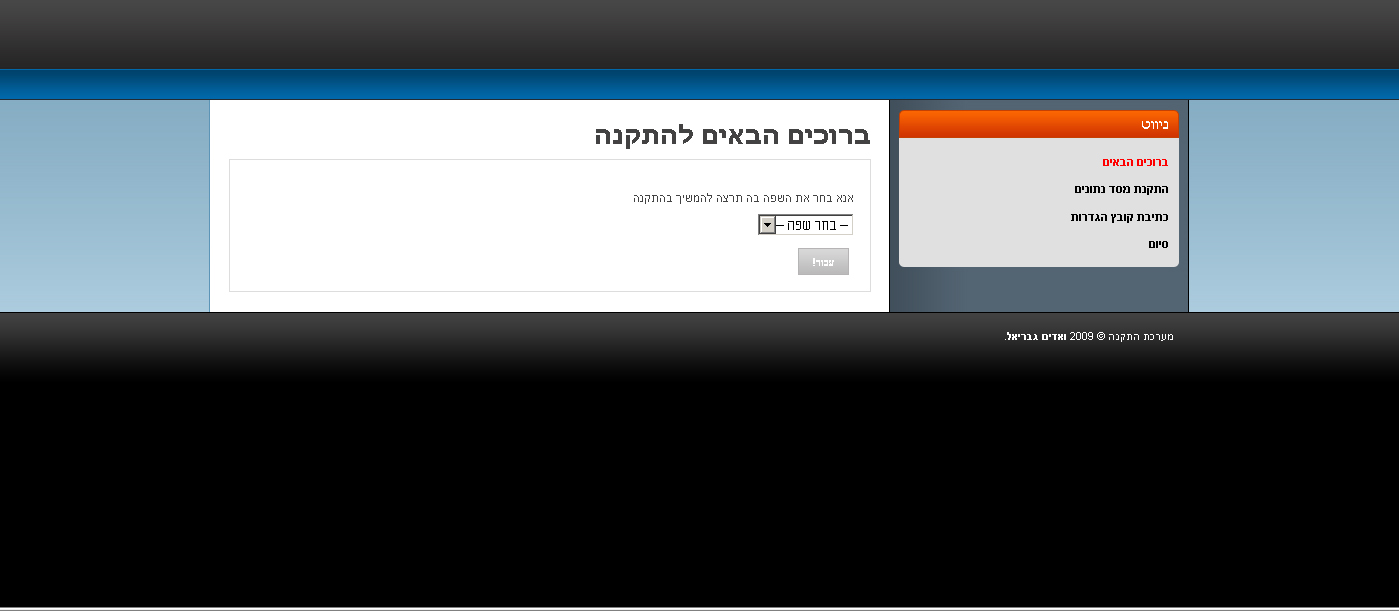 ניווט
ברוכים הבאים
התקנת מסד נתונים
כתיבת קובץ הגדרות
סיום
ברוכים הבאים להתקנה
אנא בחר את השפה בה תרצה להמשיך בהתקנה
– בחר שפה –
עבור!
מערכת התקנה © 2009 ואדים גבריאל.